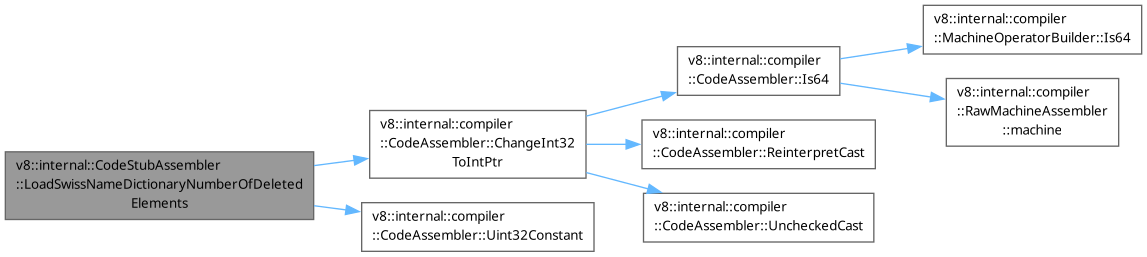 v8::internal::CodeStubAssembler
::LoadSwissNameDictionaryNumberOfDeleted
Elements
v8::internal::compiler
::CodeAssembler::ChangeInt32
ToIntPtr
v8::internal::compiler
::CodeAssembler::Is64
v8::internal::compiler
::MachineOperatorBuilder::Is64
v8::internal::compiler
::RawMachineAssembler
::machine
v8::internal::compiler
::CodeAssembler::ReinterpretCast
v8::internal::compiler
::CodeAssembler::UncheckedCast
v8::internal::compiler
::CodeAssembler::Uint32Constant